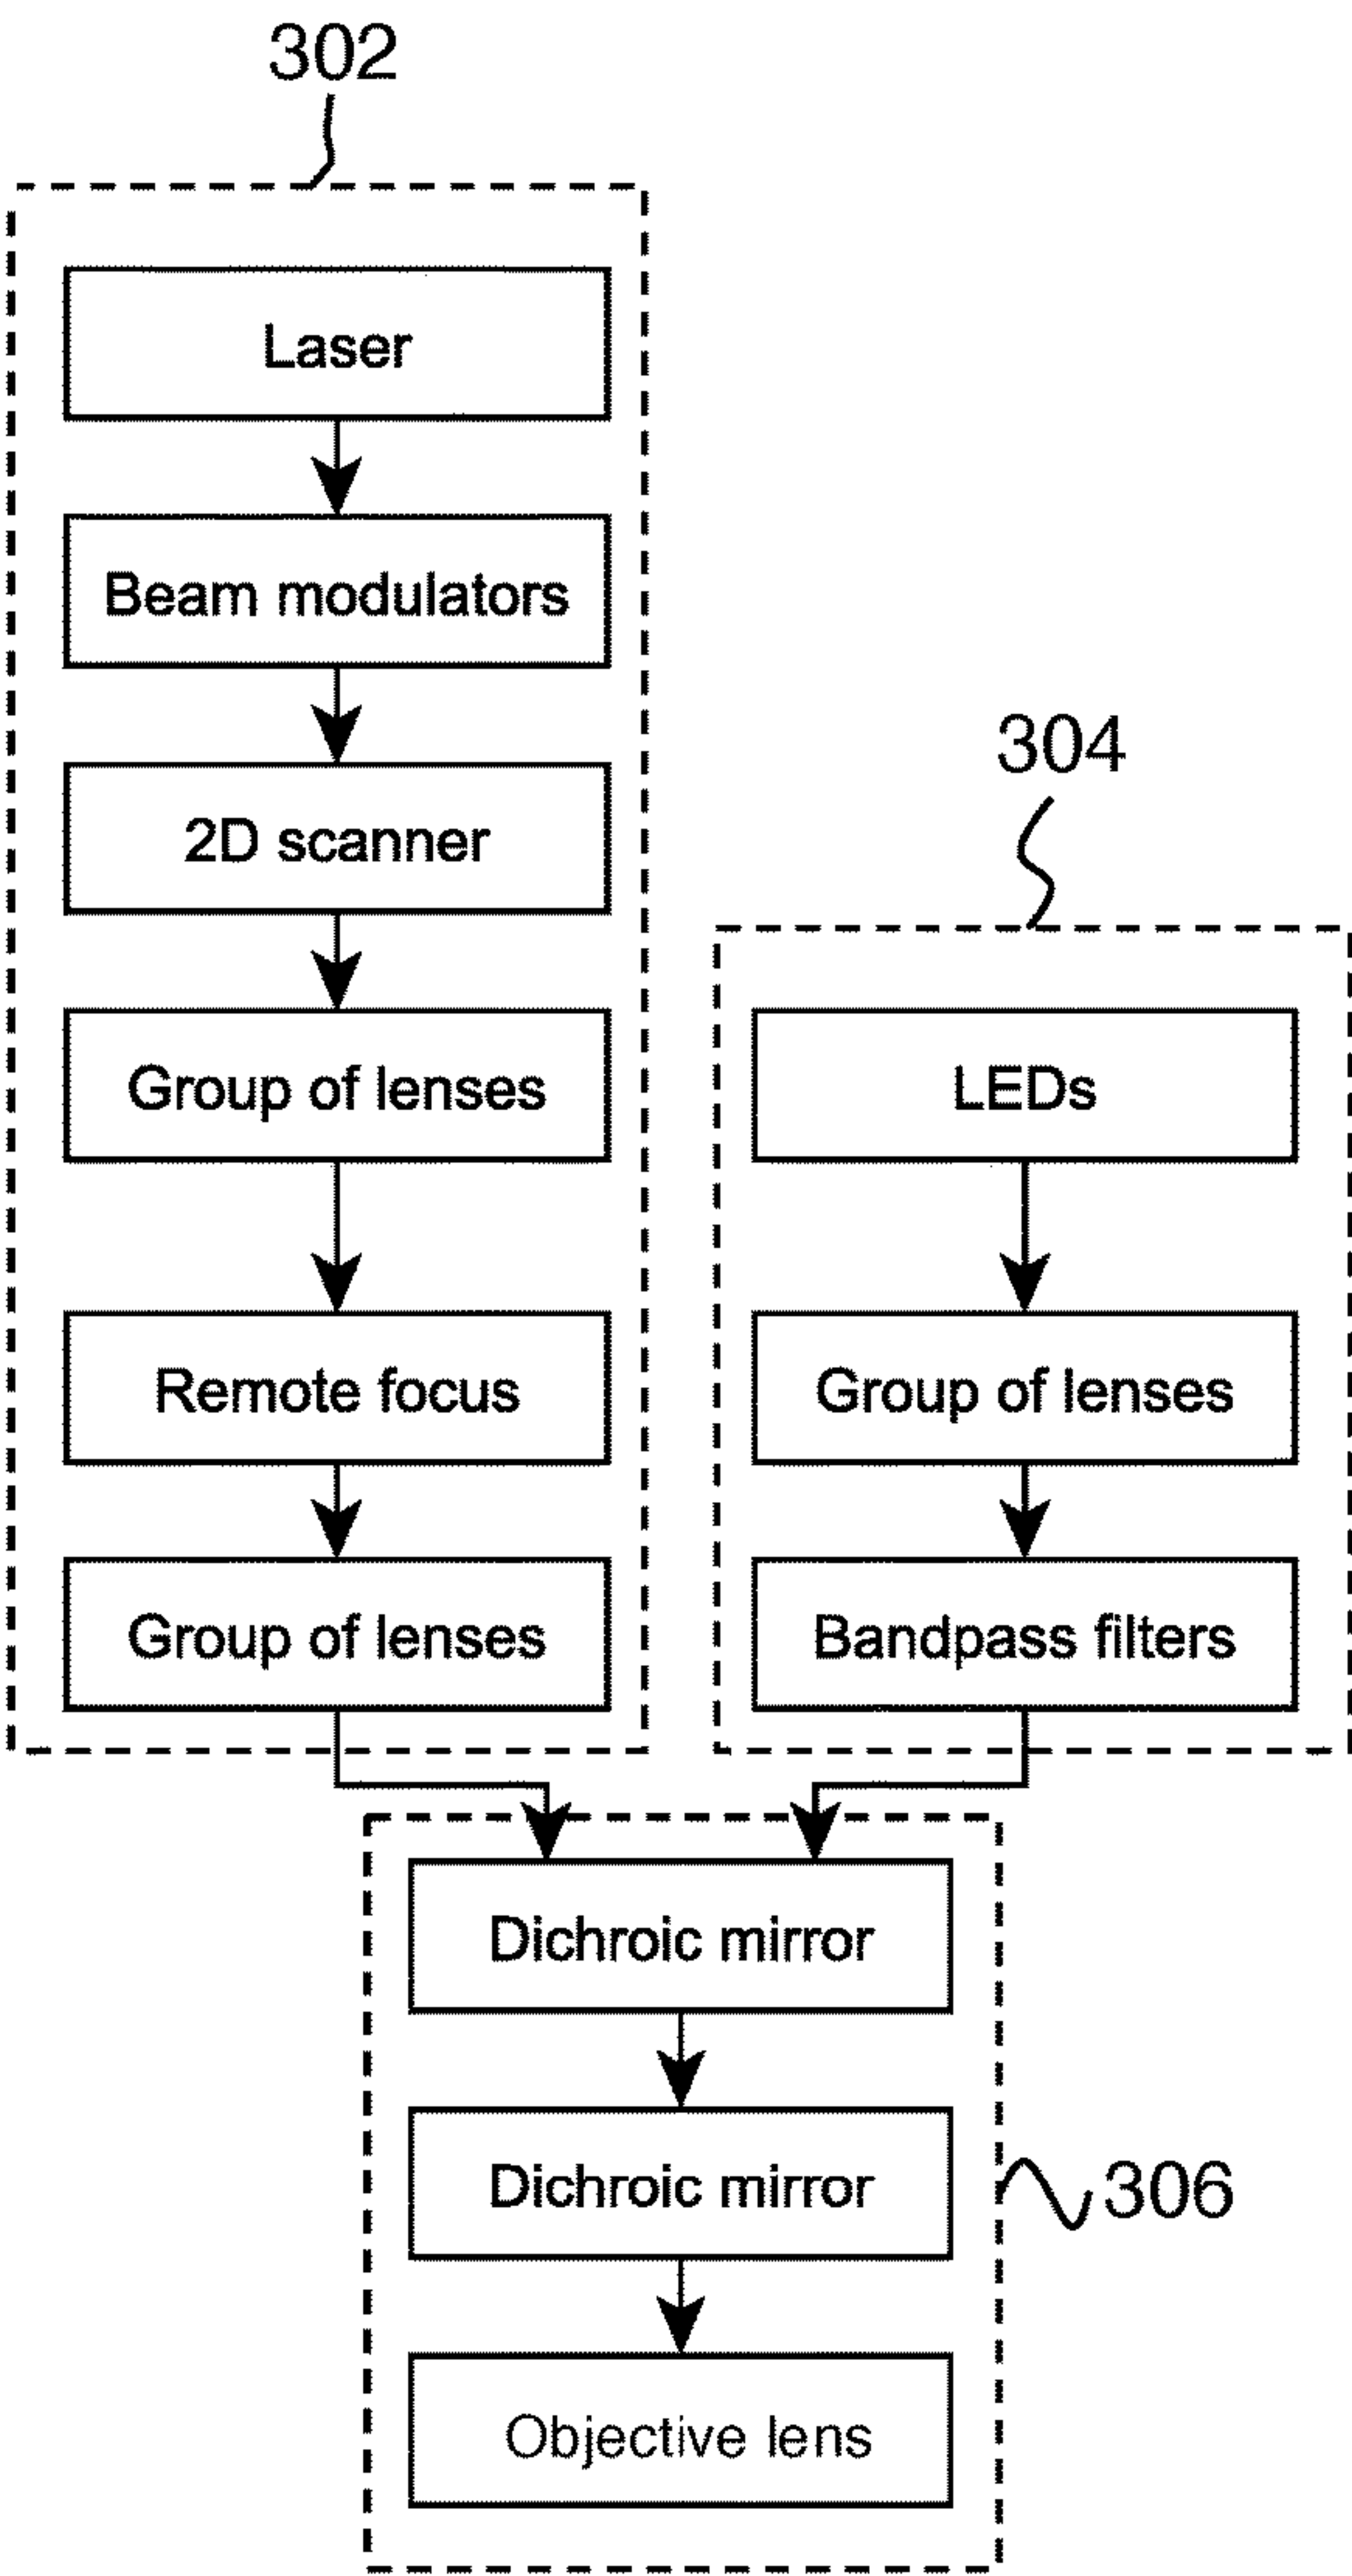 302
Laser
Beam modulators
2D scanner
Group of lenses
Remote focus
Group of lenses
304
LEDs
Group of lenses
Bandpass filters
Dichroic mirror
Dichroic mirror
306
Objective lens